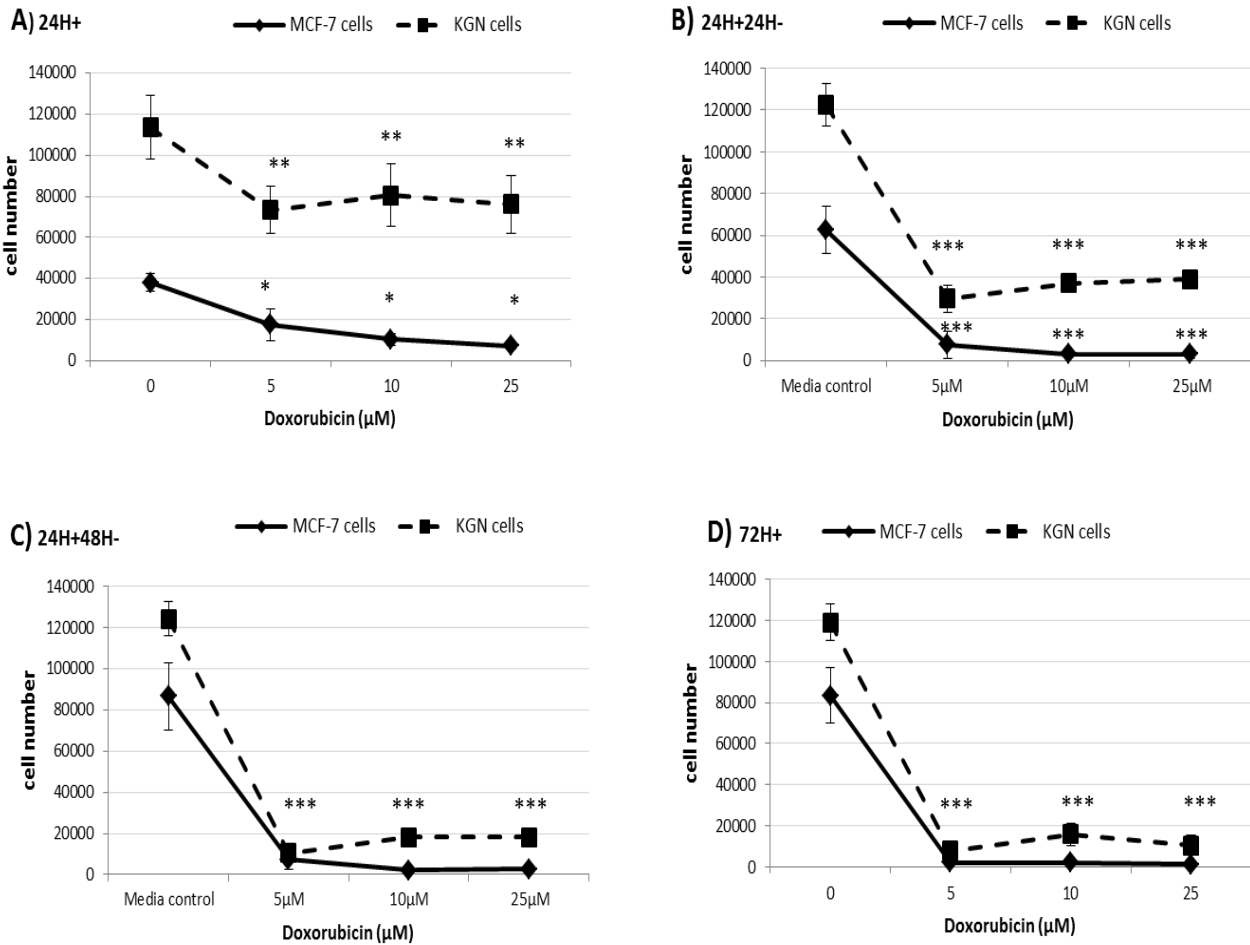 A) 24H+ MCF-7 cells KGN cells
140000
120000
100000
80000
60000
40000
20000
0
cell number
** ** **
* * *
0 5 10 25
Doxorubicin (μM)
B) 24H+24H- MCF-7 cells KGN cells
140000
120000
100000
80000
60000
40000
20000
0
cell number
*** *** ***
*** *** ***
Media control 5μM 10μM 25μM
Doxorubicin (μM)
C) 24H+48H- MCF-7 cells KGN cells
140000
120000
100000
80000
60000
40000
20000
0
cell number
*** *** ***
Media control 5μM 10μM 25μM
Doxorubicin (μM)
D) 72H+ MCF-7 cells KGN cells
140000
120000
100000
80000
60000
40000
20000
0
cell number
*** *** ***
0 5 10 25
Doxorubicin (μM)